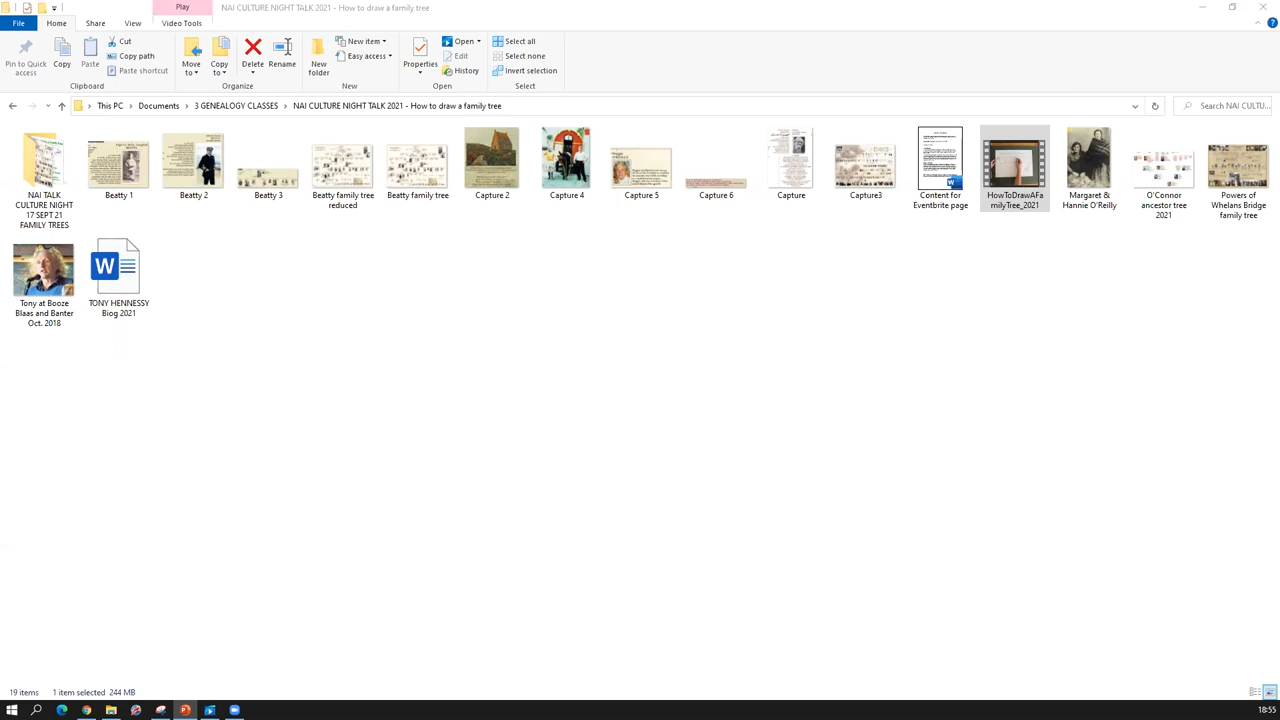 Play
NAI CULTURE NIGHT TALK 2021 - How to draw a family tree
File
Home
Share
View
Video Tools
Pin to Quick access
Copy
Paste
Cut
Copy path
Paste shortcut
Clipboard
Move to
Copy to
Delete
Rename
Organize
New folder
New item
Easy access
New
Properties
Open
Edit
History
Open
Select all
Select none
Invert selection
Select
This PC > Documents > 3 GENEALOGY CLASSES > NAI CULTURE NIGHT TALK 2021 - How to draw a family tree
Search NAI CULTU...
NAI TALK
CULTURE NIGHT
17 SEPT 21
FAMILY TREES
Beatty 1
Beatty 2
Beatty 3
Beatty family tree
reduced
Beatty family tree
Capture 2
Capture 4
Capture 5
Capture 6
Capture
Capture3
Content for
Eventbrite page
HowToDrawAFa
milyTree_2021
Margaret &
Hannie O'Reilly
O'Connor
ancestor tree
2021
Powers of
Whelans Bridge
family tree
Tony at Booze
Blaas and Banter
Oct. 2018
W
TONY HENNESSY
Biog 2021
19 items
1 item selected 244 MB
18:55